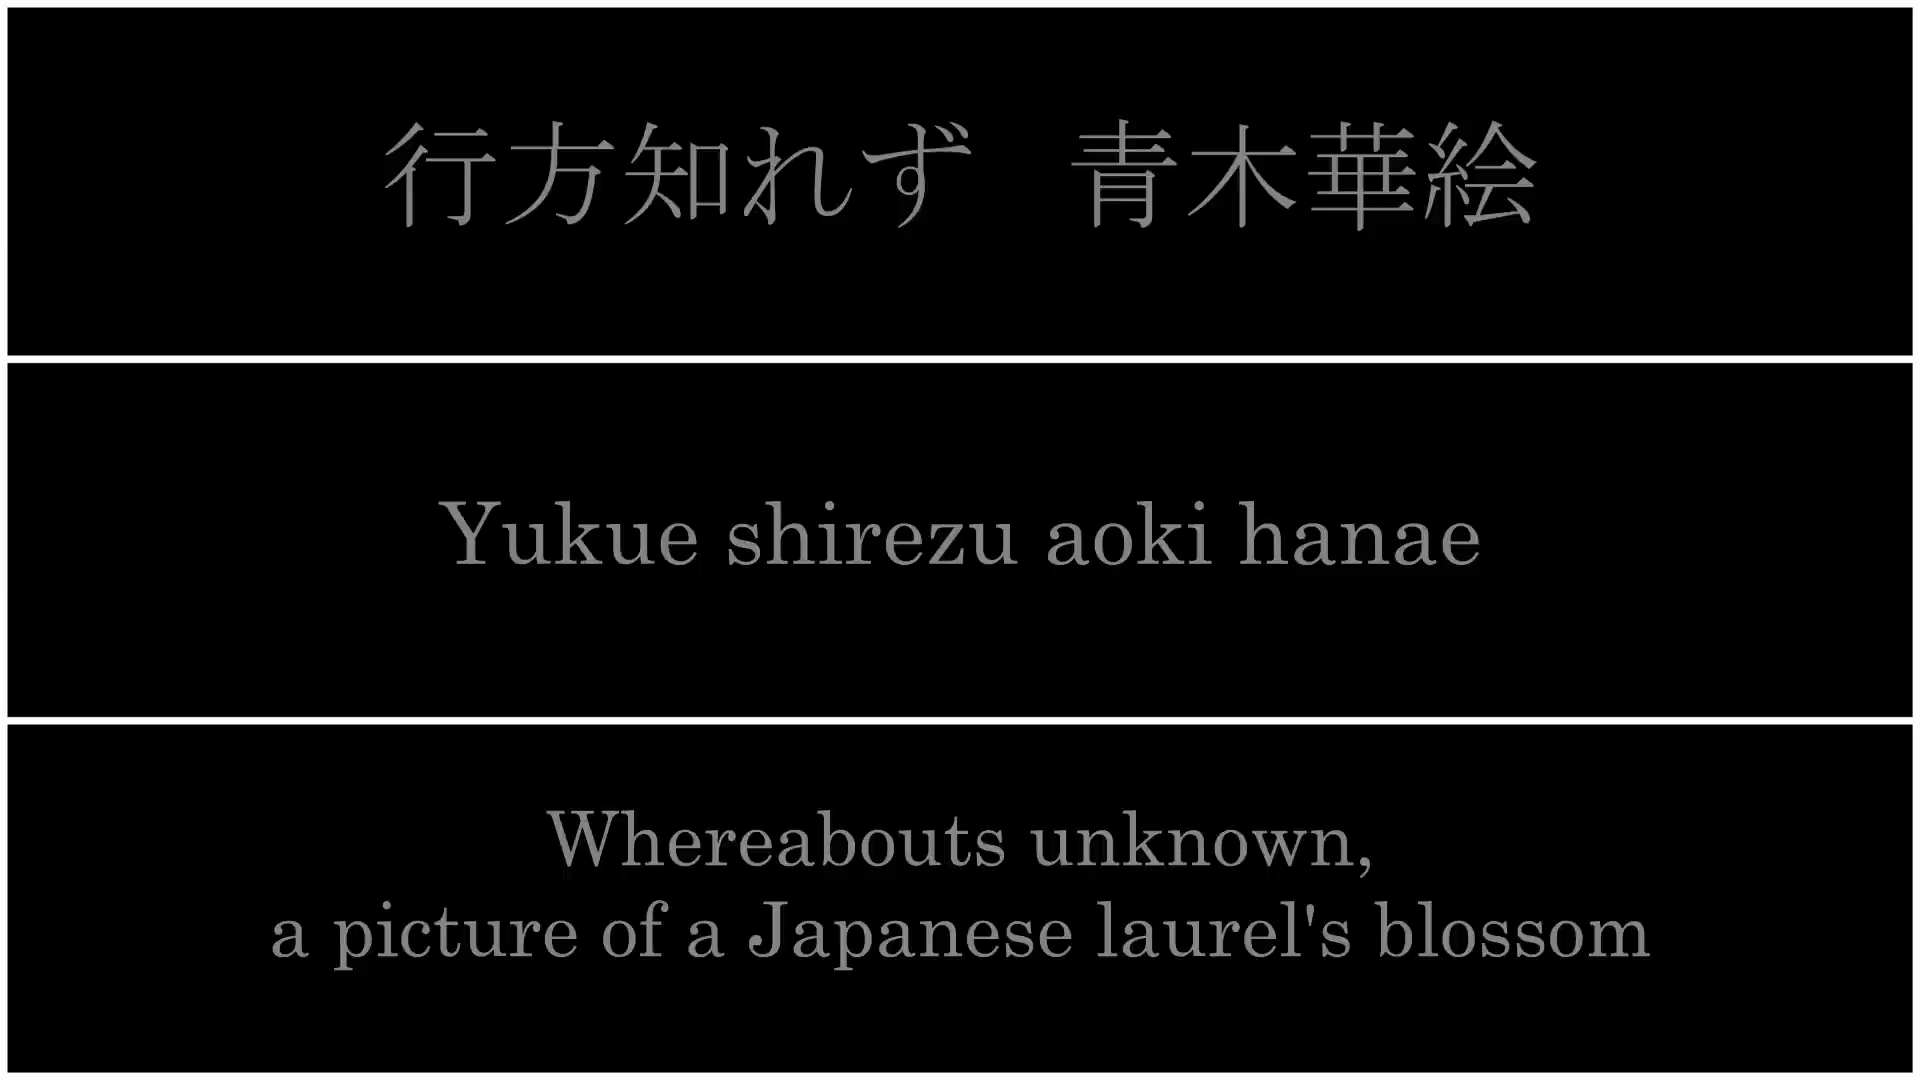 行方知れず　青木華絵
Yukue shirezu aoki hanae
Whereabouts unknown,
a picture of a Japanese laurel's blossom